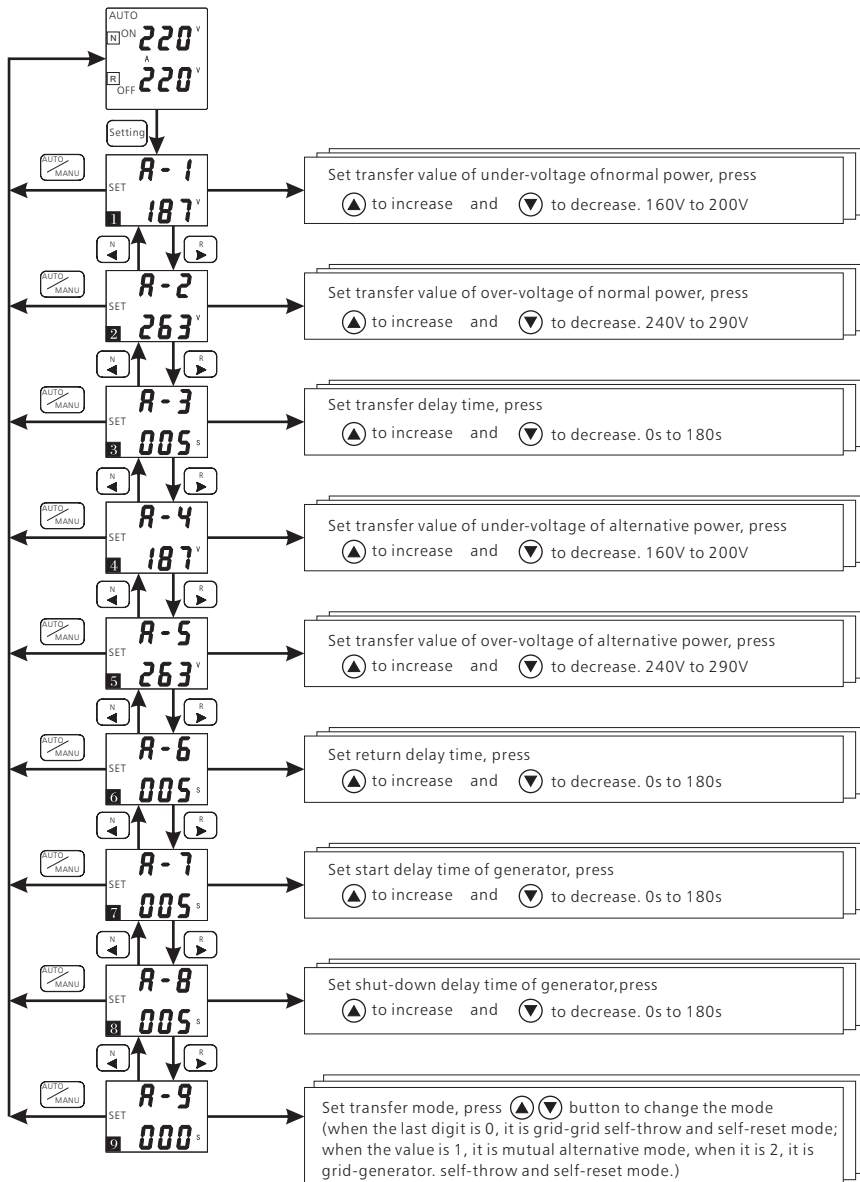 AUTO
N ON 220 V
A
R OFF 220 V
Setting
AUTO/MANU
A-1
SET
1 187 V
Set transfer value of under-voltage ofnormal power, press
▲ to increase and ▼ to decrease. 160V to 200V
N ◀ R ▶
AUTO/MANU
A-2
SET
2 263 V
Set transfer value of over-voltage of normal power, press
▲ to increase and ▼ to decrease. 240V to 290V
N ◀ R ▶
AUTO/MANU
A-3
SET
3 005 s
Set transfer delay time, press
▲ to increase and ▼ to decrease. 0s to 180s
N ◀ R ▶
AUTO/MANU
A-4
SET
4 187 V
Set transfer value of under-voltage of alternative power, press
▲ to increase and ▼ to decrease. 160V to 200V
N ◀ R ▶
AUTO/MANU
A-5
SET
5 263 V
Set transfer value of over-voltage of alternative power, press
▲ to increase and ▼ to decrease. 240V to 290V
N ◀ R ▶
AUTO/MANU
A-6
SET
6 005 s
Set return delay time, press
▲ to increase and ▼ to decrease. 0s to 180s
N ◀ R ▶
AUTO/MANU
A-7
SET
7 005 s
Set start delay time of generator, press
▲ to increase and ▼ to decrease. 0s to 180s
N ◀ R ▶
AUTO/MANU
A-8
SET
8 005 s
Set shut-down delay time of generator,press
▲ to increase and ▼ to decrease. 0s to 180s
N ◀ R ▶
AUTO/MANU
A-9
SET
9 000 s
Set transfer mode, press ▲ ▼ button to change the mode
(when the last digit is 0, it is grid-grid self-throw and self-reset mode;
when the value is 1, it is mutual alternative mode, when it is 2, it is
grid-generator. self-throw and self-reset mode.)